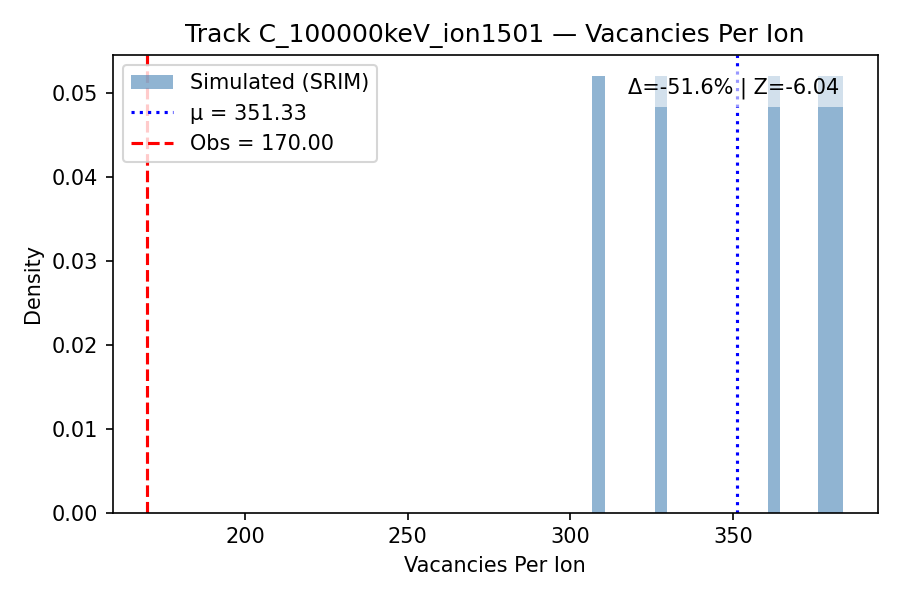 Track C_100000keV_ion1501 — Vacancies Per Ion
Simulated (SRIM)
μ = 351.33
Obs = 170.00
Δ=-51.6% | Z=-6.04
Density
0.05
0.04
0.03
0.02
0.01
0.00
200
250
300
350
Vacancies Per Ion